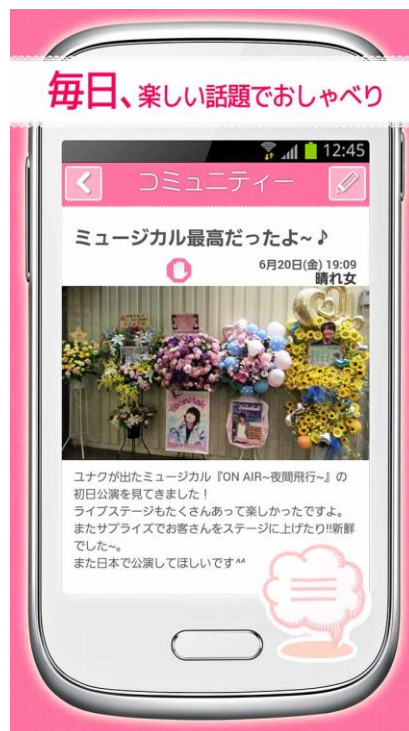 毎日、楽しい話題でおしゃべり
12:45
コミュニティー
ミュージカル最高だったよ~♪
6月20日(金) 19:09
晴れ女
YoonHak
ユナクが出たミュージカル『ON AIR~夜間飛行~』の
初日公演を見てきました！
ライブステージもたくさんあって楽しかったですよ。
またサプライズでお客さんをステージに上げたり!!新鮮
でした~。
また日本で公演してほしいです^^